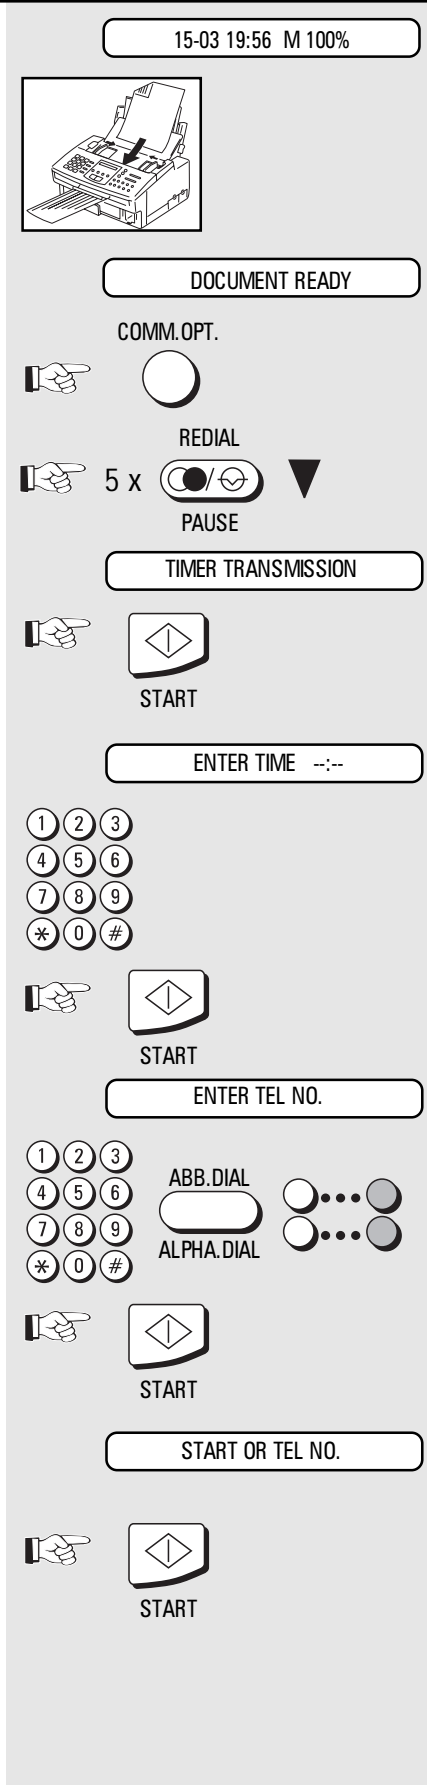 15-03 19:56 M 100%
DOCUMENT READY
COMM.OPT.
REDIAL
5 x
PAUSE
TIMER TRANSMISSION
START
ENTER TIME --:--
1 2 3
4 5 6
7 8 9
* 0 #
START
ENTER TEL NO.
1 2 3
4 5 6
7 8 9
* 0 #
ABB.DIAL
ALPHA.DIAL
START
START OR TEL NO.
START